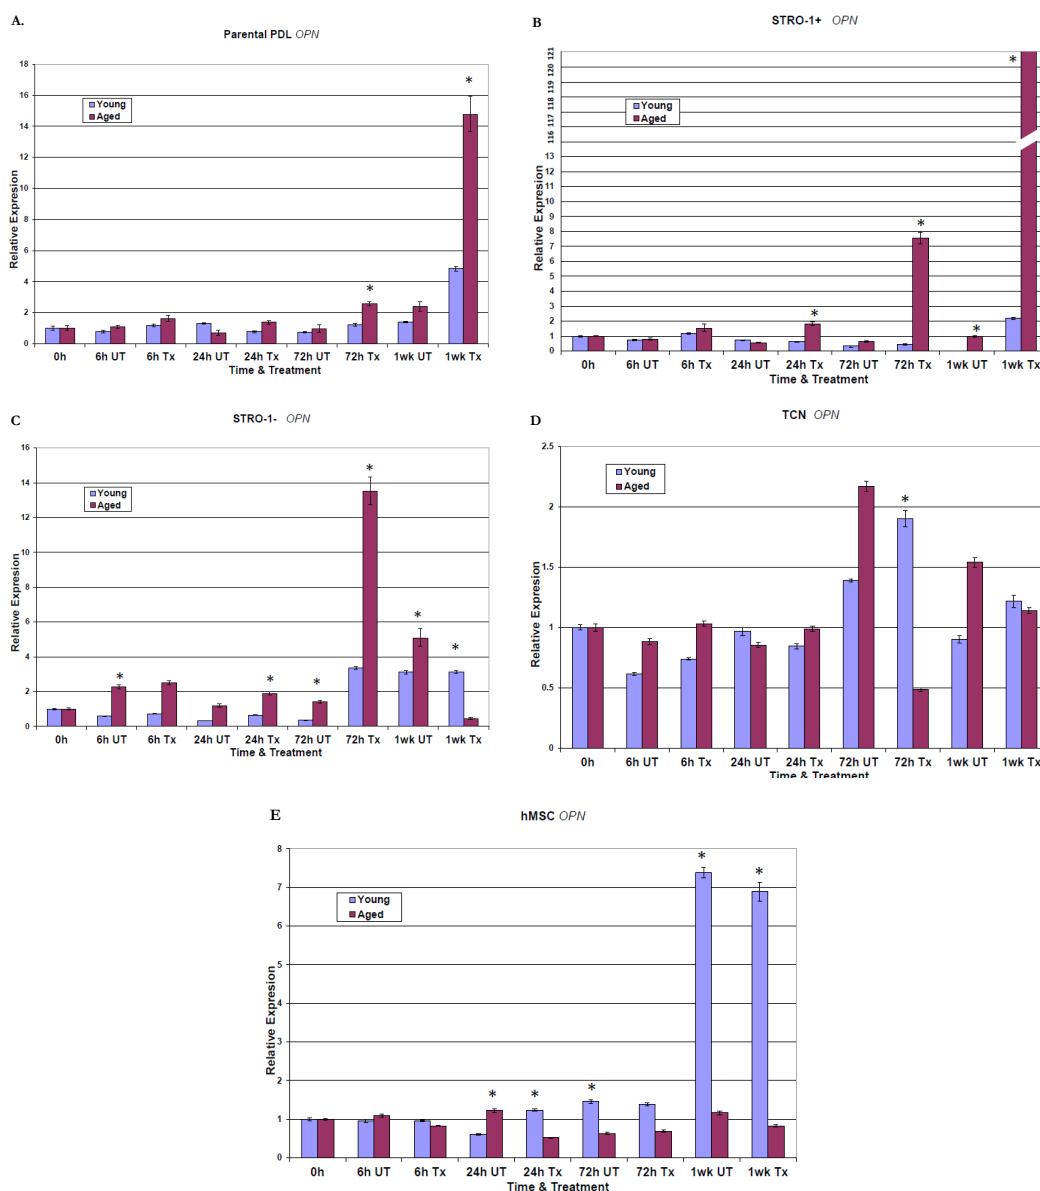 A.
Parental PDL OPN
18
16
14
12
10
8
6
4
2
0
Relative Expression
Young
Aged
*
*
0h 6h UT 6h Tx 24h UT 24h Tx 72h UT 72h Tx 1wk UT 1wk Tx
Time & Treatment
B
STRO-1+ OPN
121
120
119
118
117
116
13
12
11
10
9
8
7
6
5
4
3
2
1
0
Relative Expression
Young
Aged
*
*
*
*
0h 6h UT 6h Tx 24h UT 24h Tx 72h UT 72h Tx 1wk UT 1wk Tx
Time & Treatment
C
STRO-1- OPN
16
14
12
10
8
6
4
2
0
Relative Expresion
Young
Aged
*
*
*
*
*
*
0h 6h UT 6h Tx 24h UT 24h Tx 72h UT 72h Tx 1wk UT 1wk Tx
Time & Treatment
D
TCN OPN
2.5
2
1.5
1
0.5
0
Relative Expresion
Young
Aged
*
0h 6h UT 6h Tx 24h UT 24h Tx 72h UT 72h Tx 1wk UT 1wk Tx
Time & Treatment
E
hMSC OPN
8
7
6
5
4
3
2
1
0
Relative Expresion
Young
Aged
*
*
*
*
*
0h 6h UT 6h Tx 24h UT 24h Tx 72h UT 72h Tx 1wk UT 1wk Tx
Time & Treatment